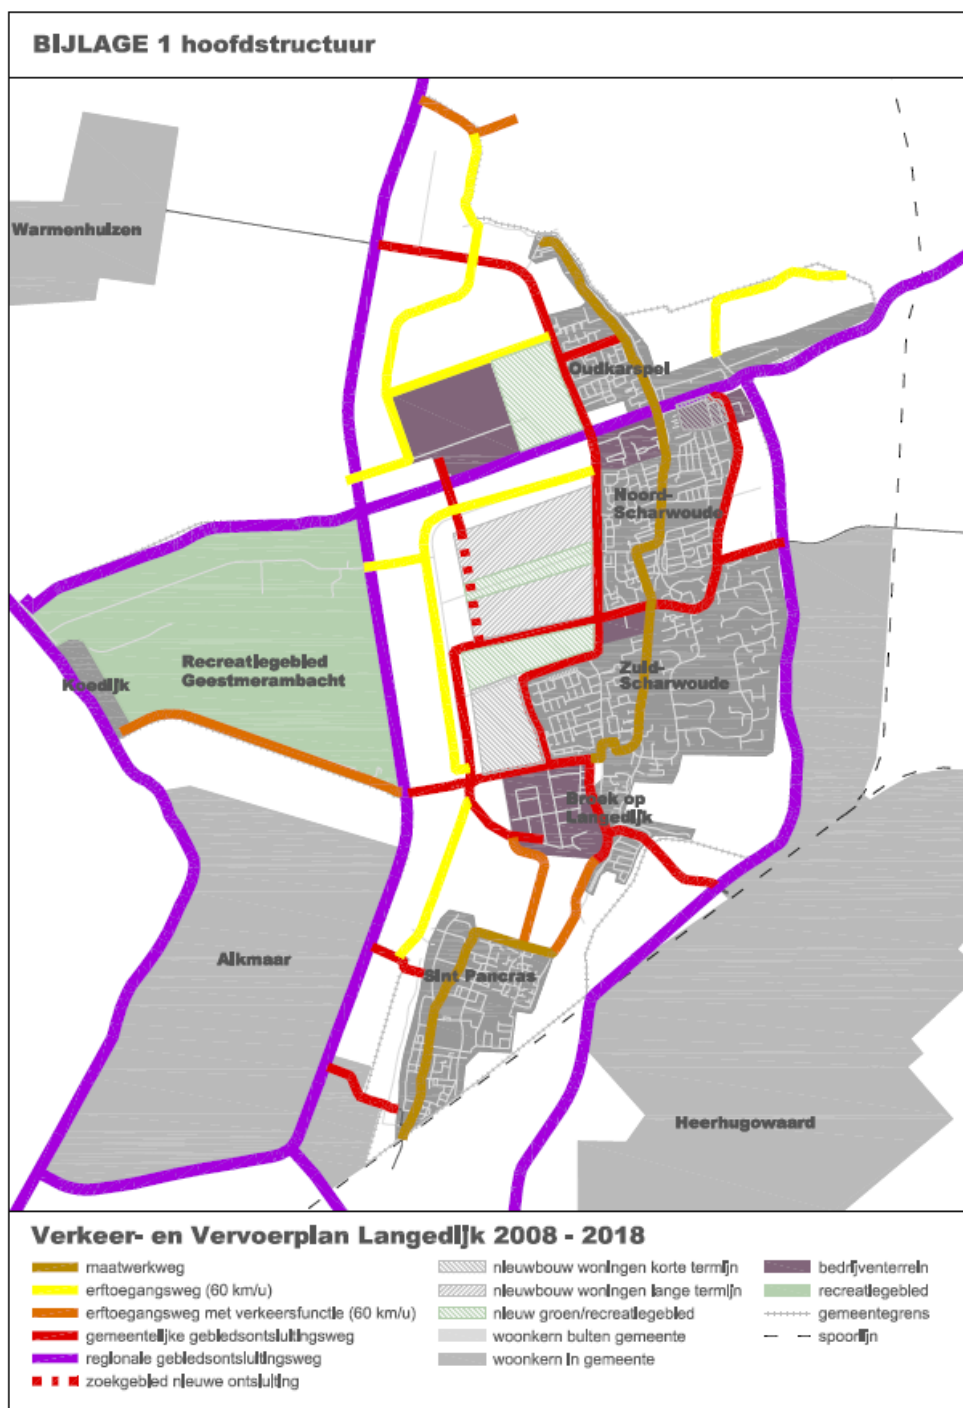 BIJLAGE 1 hoofdstructuur
Warmenhuizen
Oudkarspel
Noord-
Scharwoude
Recreatiegebied
Geestmerambacht
Koedijk
Zuid-
Scharwoude
Broek op
Langedijk
Alkmaar
Sint Pancras
Heerhugowaard
Verkeer- en Vervoerplan Langedijk 2008 - 2018
maatwerkweg
erftoegangsweg (60 km/u)
erftoegangsweg met verkeersfunctie (60 km/u)
gemeentelijke gebiedsontsluitingsweg
regionale gebiedsontsluitingsweg
zoekgebied nieuwe ontsluiting
nieuwbouw woningen korte termijn
nieuwbouw woningen lange termijn
nieuw groen/recreatiegebied
woonkern buiten gemeente
woonkern in gemeente
bedrijventerrein
recreatiegebied
gemeentegrens
spoorlijn